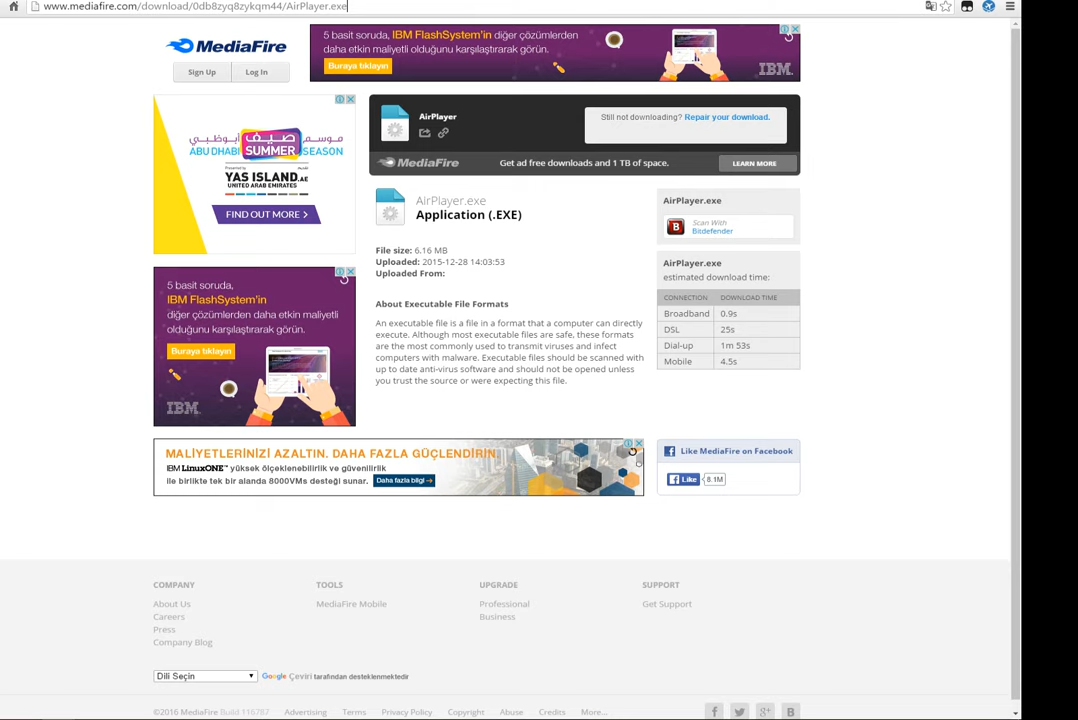 www.mediafire.com/download/0db8zyq8zykqm44/AirPlayer.exe
MediaFire
Sign Up
Log In
5 basit soruda, IBM FlashSystem'in diğer çözümlerden
daha etkin maliyetli olduğunu karşılaştırarak görün.
Buraya tıklayın
IBM
موسم صيف أبوظبي
ABU DHABI SUMMER SEASON
Presented by
YAS ISLAND.ae
UNITED ARAB EMIRATES
FIND OUT MORE >
AirPlayer
Still not downloading? Repair your download.
MediaFire
Get ad free downloads and 1 TB of space.
LEARN MORE
AirPlayer.exe
Application (.EXE)
File size: 6.16 MB
Uploaded: 2015-12-28 14:03:53
Uploaded From:
About Executable File Formats
An executable file is a file in a format that a computer can directly
execute. Although most executable files are safe, these formats
are the most commonly used to transmit viruses and infect
computers with malware. Executable files should be scanned with
up to date anti-virus software and should not be opened unless
you trust the source or were expecting this file.
AirPlayer.exe
B
Scan With
Bitdefender
AirPlayer.exe
estimated download time:
CONNECTION DOWNLOAD TIME
Broadband 0.9s
DSL 25s
Dial-up 1m 53s
Mobile 4.5s
5 basit soruda,
IBM FlashSystem'in
diğer çözümlerden
daha etkin maliyetli
olduğunu karşılaştırarak görün.
Buraya tıklayın
IBM
MALİYETLERİNİZİ AZALTIN. DAHA FAZLA GÜÇLENDİRİN.
IBM LinuxONE™ yüksek ölçeklenebilirlik ve güvenilirlik
ile birlikte tek bir alanda 8000VMs desteği sunar. Daha fazla bilgi
Like MediaFire on Facebook
Like 8.1M
COMPANY
About Us
Careers
Press
Company Blog
TOOLS
MediaFire Mobile
UPGRADE
Professional
Business
SUPPORT
Get Support
Dili Seçin
Google Çeviri tarafından desteklenmektedir
©2016 MediaFire Build 116787
Advertising
Terms
Privacy Policy
Copyright
Abuse
Credits
More...